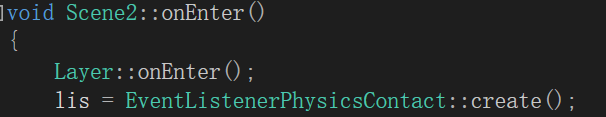 void Scene2::onEnter()
{
Layer::onEnter();
lis = EventListenerPhysicsContact::create();